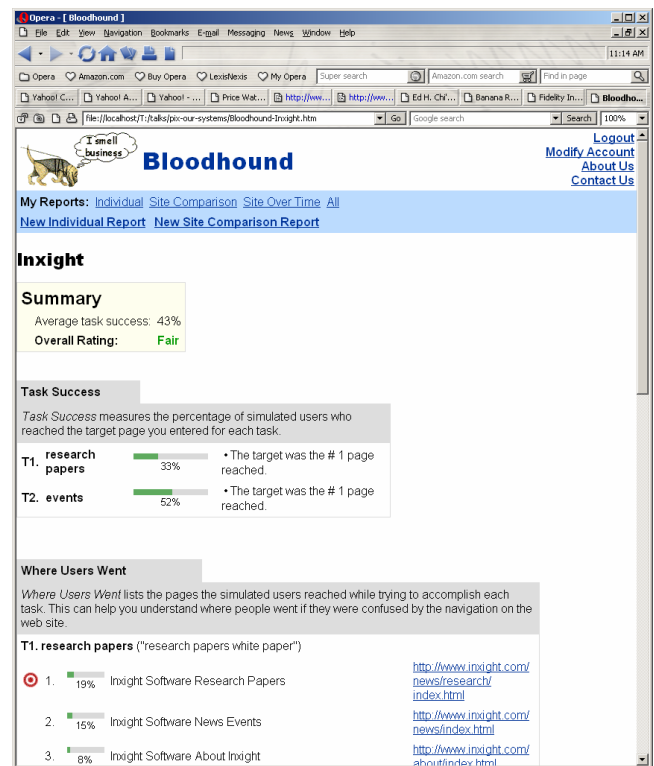 Opera - [ Bloodhound ]
File Edit View Navigation Bookmarks E-mail Messaging News Window Help
11:14 AM
Opera Amazon.com Buy Opera LexisNexis My Opera Super search Amazon.com search Find in page
Yahoo! C... Yahoo! A... Yahoo! - ... Price Wat... http://ww... http://ww... Ed H. Chi'... Banana R... Fidelity In... Bloodho...
file://localhost/T:/talks/pix-our-systems/Bloodhound-Inxight.htm Go Google search Search 100%
I smell
business
Bloodhound
Logout
Modify Account
About Us
Contact Us
My Reports: Individual Site Comparison Site Over Time All
New Individual Report New Site Comparison Report
Inxight
Summary
Average task success: 43%
Overall Rating: Fair
Task Success
Task Success measures the percentage of simulated users who
reached the target page you entered for each task.
T1. research
papers
33%
• The target was the # 1 page
reached.
T2. events
52%
• The target was the # 1 page
reached.
Where Users Went
Where Users Went lists the pages the simulated users reached while trying to accomplish each
task. This can help you understand where people went if they were confused by the navigation on the
web site.
T1. research papers ("research papers white paper")
1. 19% Inxight Software Research Papers
http://www.inxight.com/
news/research/
index.html
2. 15% Inxight Software News Events
http://www.inxight.com/
news/index.html
3. 8% Inxight Software About Inxight
http://www.inxight.com/
about/index.html